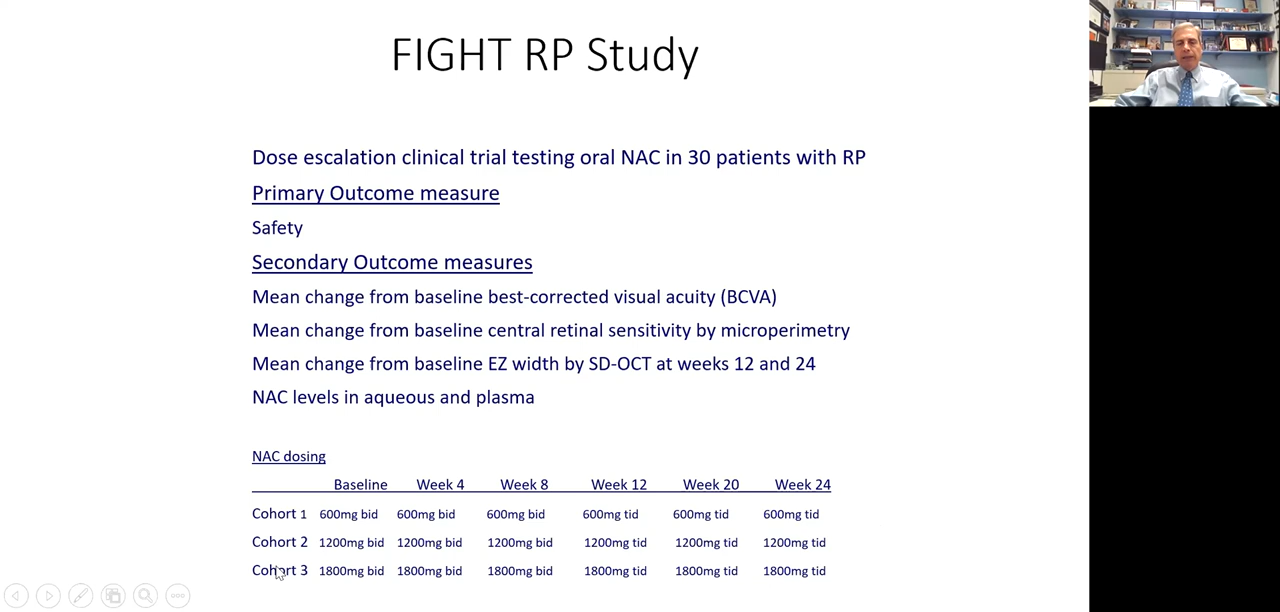 FIGHT RP Study
Dose escalation clinical trial testing oral NAC in 30 patients with RP
Primary Outcome measure
Safety
Secondary Outcome measures
Mean change from baseline best-corrected visual acuity (BCVA)
Mean change from baseline central retinal sensitivity by microperimetry
Mean change from baseline EZ width by SD-OCT at weeks 12 and 24
NAC levels in aqueous and plasma
NAC dosing
Baseline Week 4 Week 8 Week 12 Week 20 Week 24
Cohort 1 600mg bid 600mg bid 600mg bid 600mg tid 600mg tid 600mg tid
Cohort 2 1200mg bid 1200mg bid 1200mg bid 1200mg tid 1200mg tid 1200mg tid
Cohort 3 1800mg bid 1800mg bid 1800mg bid 1800mg tid 1800mg tid 1800mg tid